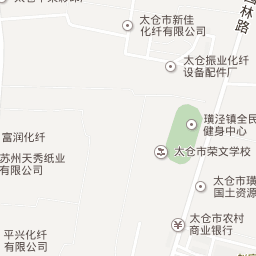 太仓市新佳
化纤有限公司
林路
太仓振业化纤
设备配件厂
璜泾镇全民
健身中心
富润化纤
太仓市荣文学校
苏州天秀纸业
有限公司
太仓市璜
国土资源
太仓市农村
商业银行
平兴化纤
有限公司